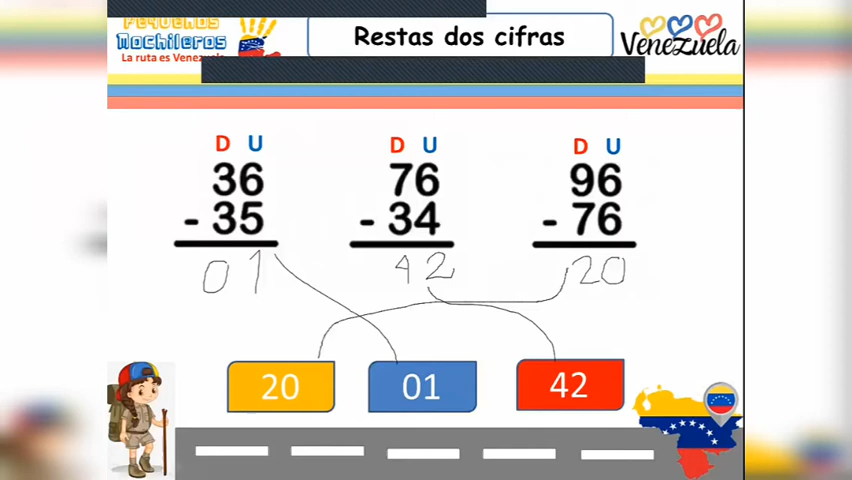 Pequeños
Mochileros
La ruta es Venezuela
Restas dos cifras
Venezuela
D U
36
- 35
01
D U
76
- 34
42
D U
96
- 76
20
20
01
42